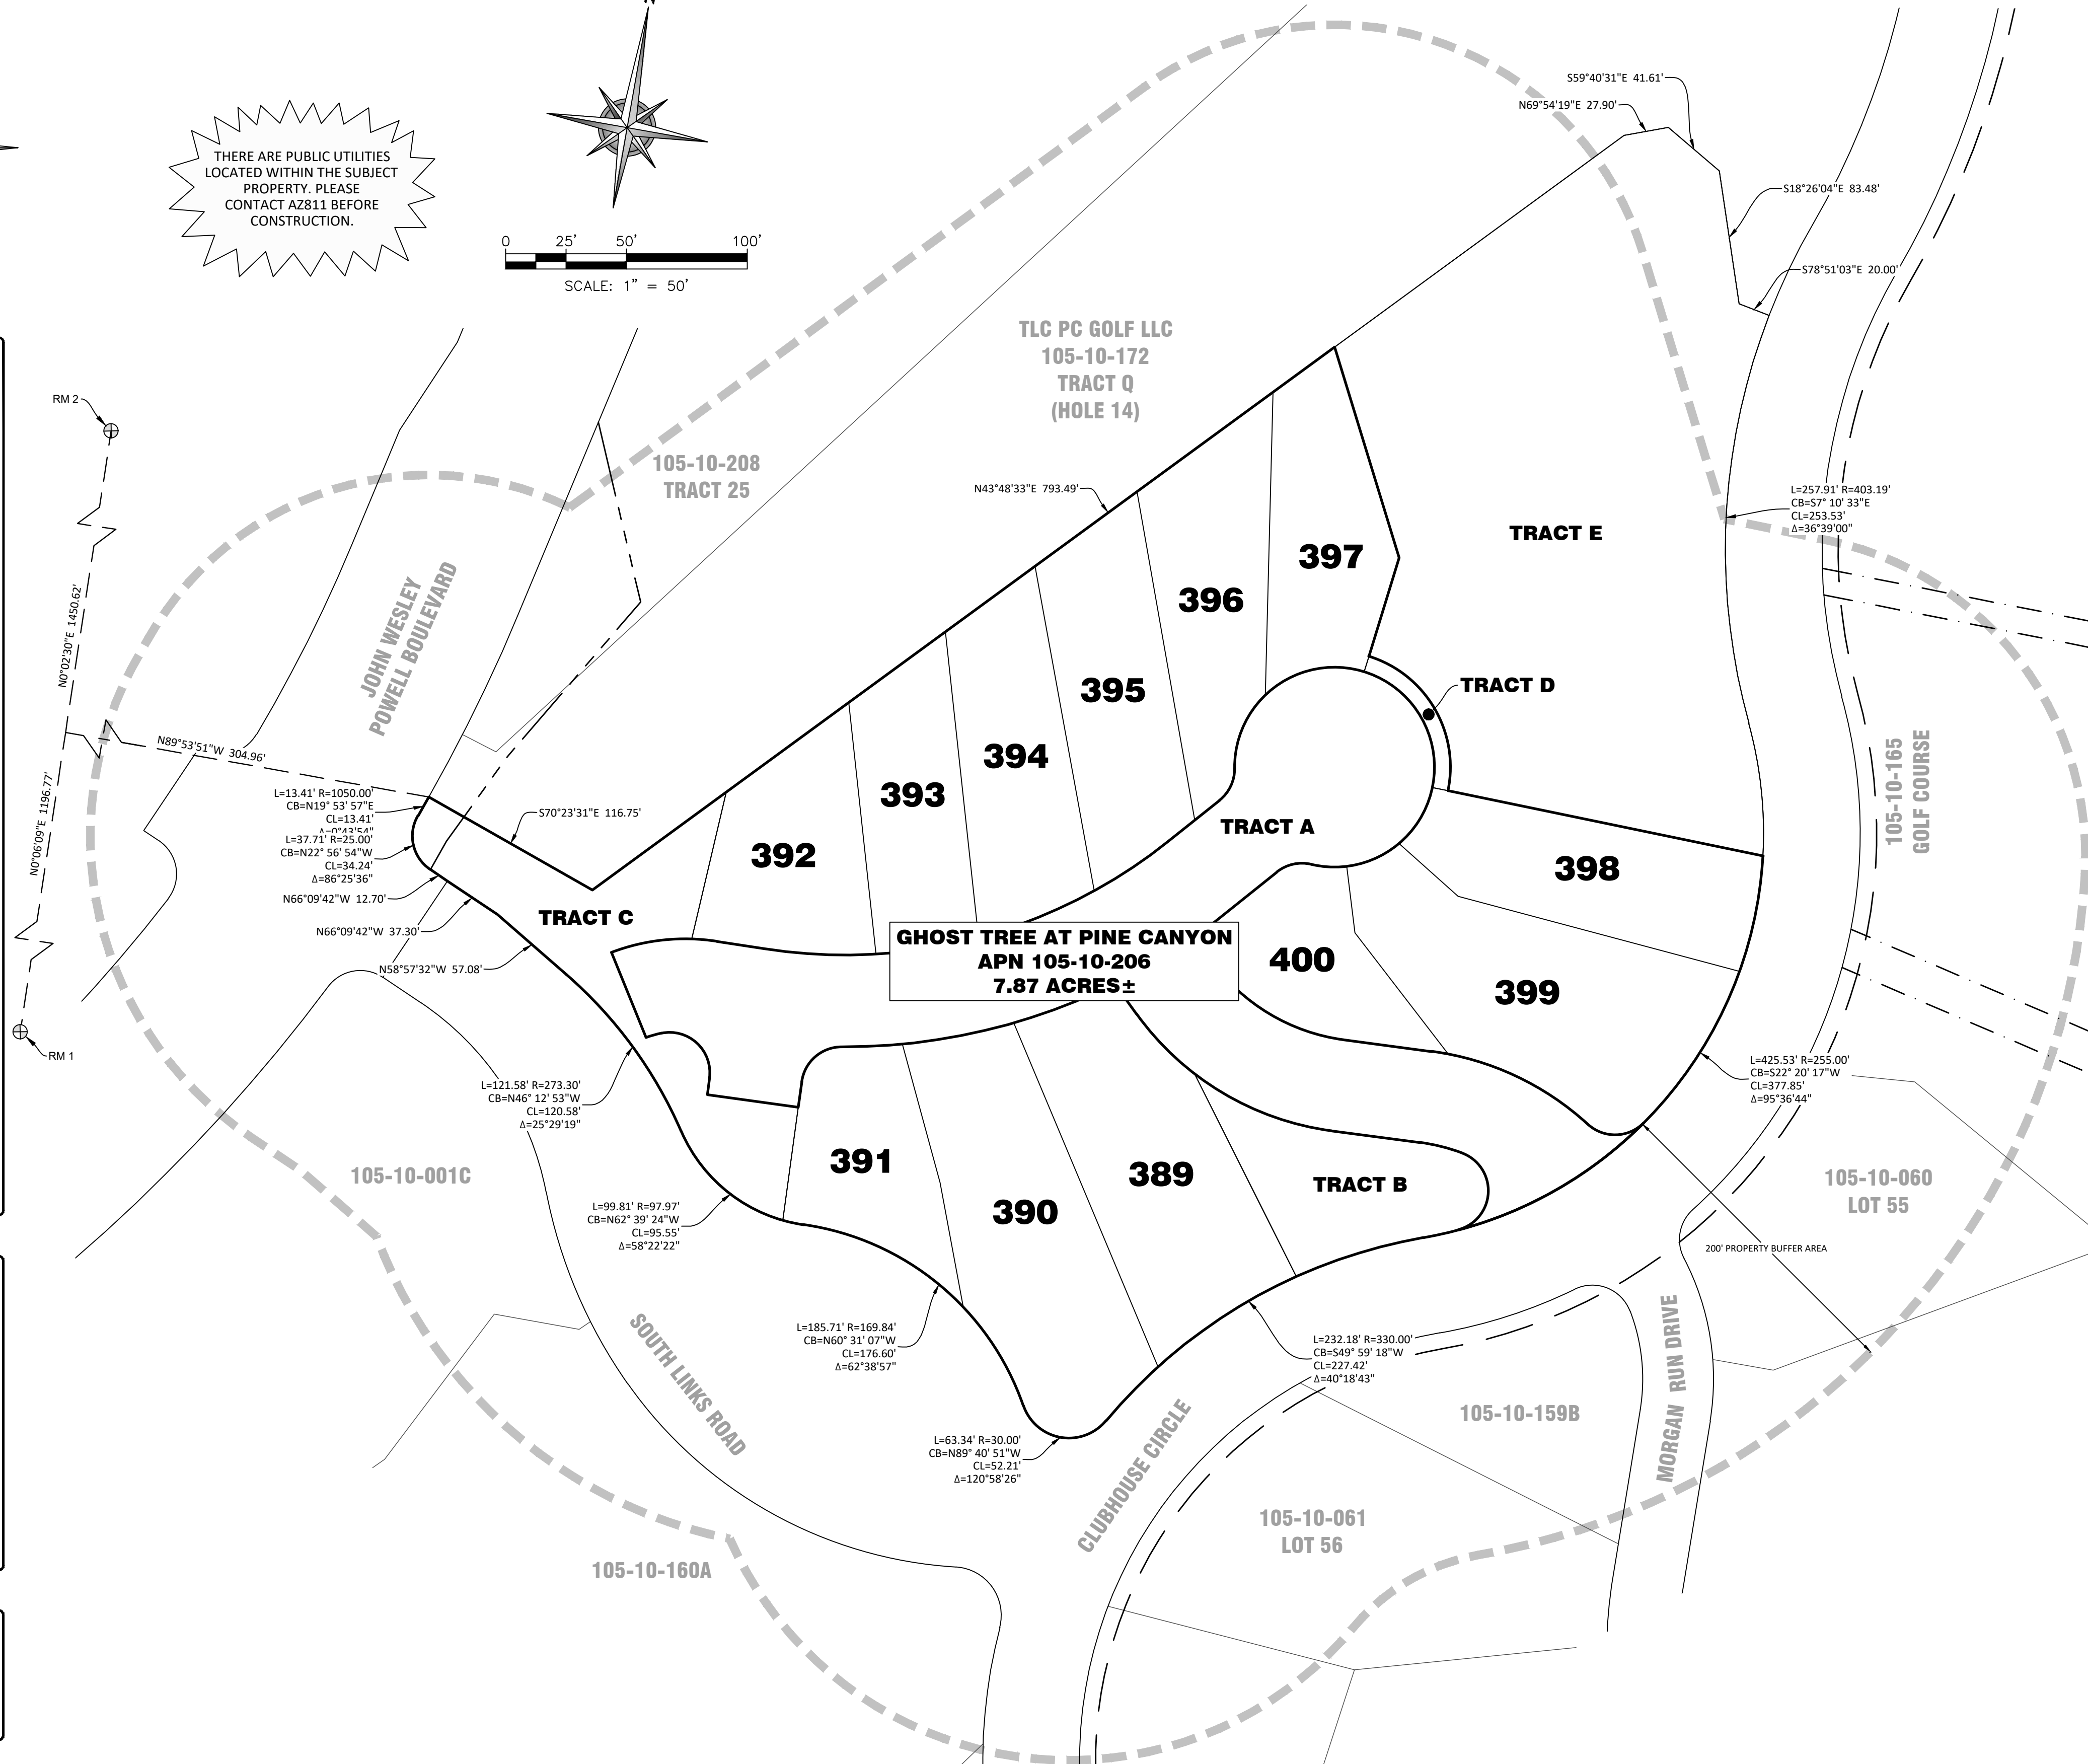 THERE ARE PUBLIC UTILITIES
LOCATED WITHIN THE SUBJECT
PROPERTY. PLEASE
CONTACT AZ811 BEFORE
CONSTRUCTION.
0 25' 50' 100'
SCALE: 1" = 50'
S59°40'31"E 41.61'
N69°54'19"E 27.90'
S18°26'04"E 83.48'
S78°51'03"E 20.00'
TLC PC GOLF LLC
105-10-172
TRACT Q
(HOLE 14)
RM 2
105-10-208
TRACT 25
N43°48'33"E 793.49'
L=257.91' R=403.19'
CB=S7° 10' 33"E
CL=253.53'
Δ=36°39'00"
TRACT E
397
396
395
394
393
392
TRACT D
TRACT A
JOHN WESLEY
POWELL BOULEVARD
N0°02'30"E 1450.62'
N89°53'51"W 304.96'
N0°06'09"E 1196.77'
105-10-165
GOLF COURSE
L=13.41' R=1050.00'
CB=N19° 53' 57"E
CL=13.41'
Δ=0°43'54"
L=37.71' R=25.00'
CB=N22° 56' 54"W
CL=34.24'
Δ=86°25'36"
S70°23'31"E 116.75'
N66°09'42"W 12.70'
N66°09'42"W 37.30'
N58°57'32"W 57.08'
TRACT C
398
GHOST TREE AT PINE CANYON
APN 105-10-206
7.87 ACRES±
400
399
RM 1
L=121.58' R=273.30'
CB=N46° 12' 53"W
CL=120.58'
Δ=25°29'19"
L=425.53' R=255.00'
CB=S22° 20' 17"W
CL=377.85'
Δ=95°36'44"
105-10-001C
391
390
389
TRACT B
105-10-060
LOT 55
L=99.81' R=97.97'
CB=N62° 39' 24"W
CL=95.55'
Δ=58°22'22"
200' PROPERTY BUFFER AREA
L=185.71' R=169.84'
CB=N60° 31' 07"W
CL=176.60'
Δ=62°38'57"
L=232.18' R=330.00'
CB=S49° 59' 18"W
CL=227.42'
Δ=40°18'43"
SOUTH LINKS ROAD
MORGAN RUN DRIVE
105-10-159B
L=63.34' R=30.00'
CB=N89° 40' 51"W
CL=52.21'
Δ=120°58'26"
CLUBHOUSE CIRCLE
105-10-061
LOT 56
105-10-160A